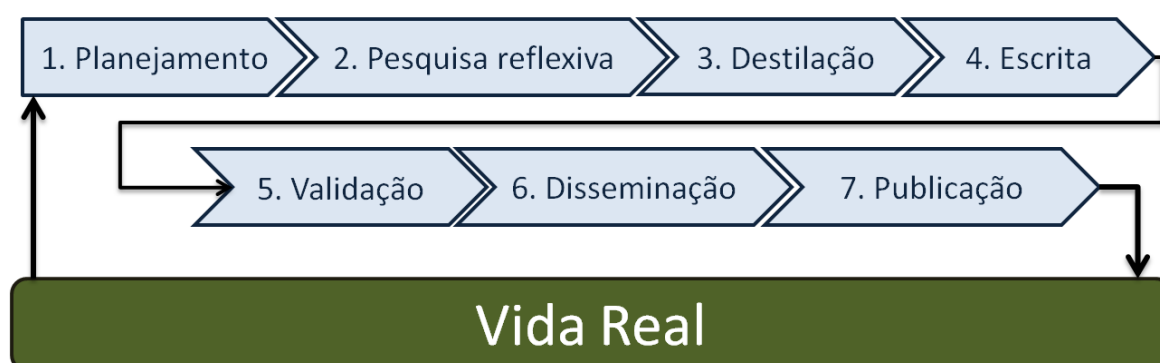 1. Planejamento
2. Pesquisa reflexiva
3. Destilação
4. Escrita
5. Validação
6. Disseminação
7. Publicação
Vida Real